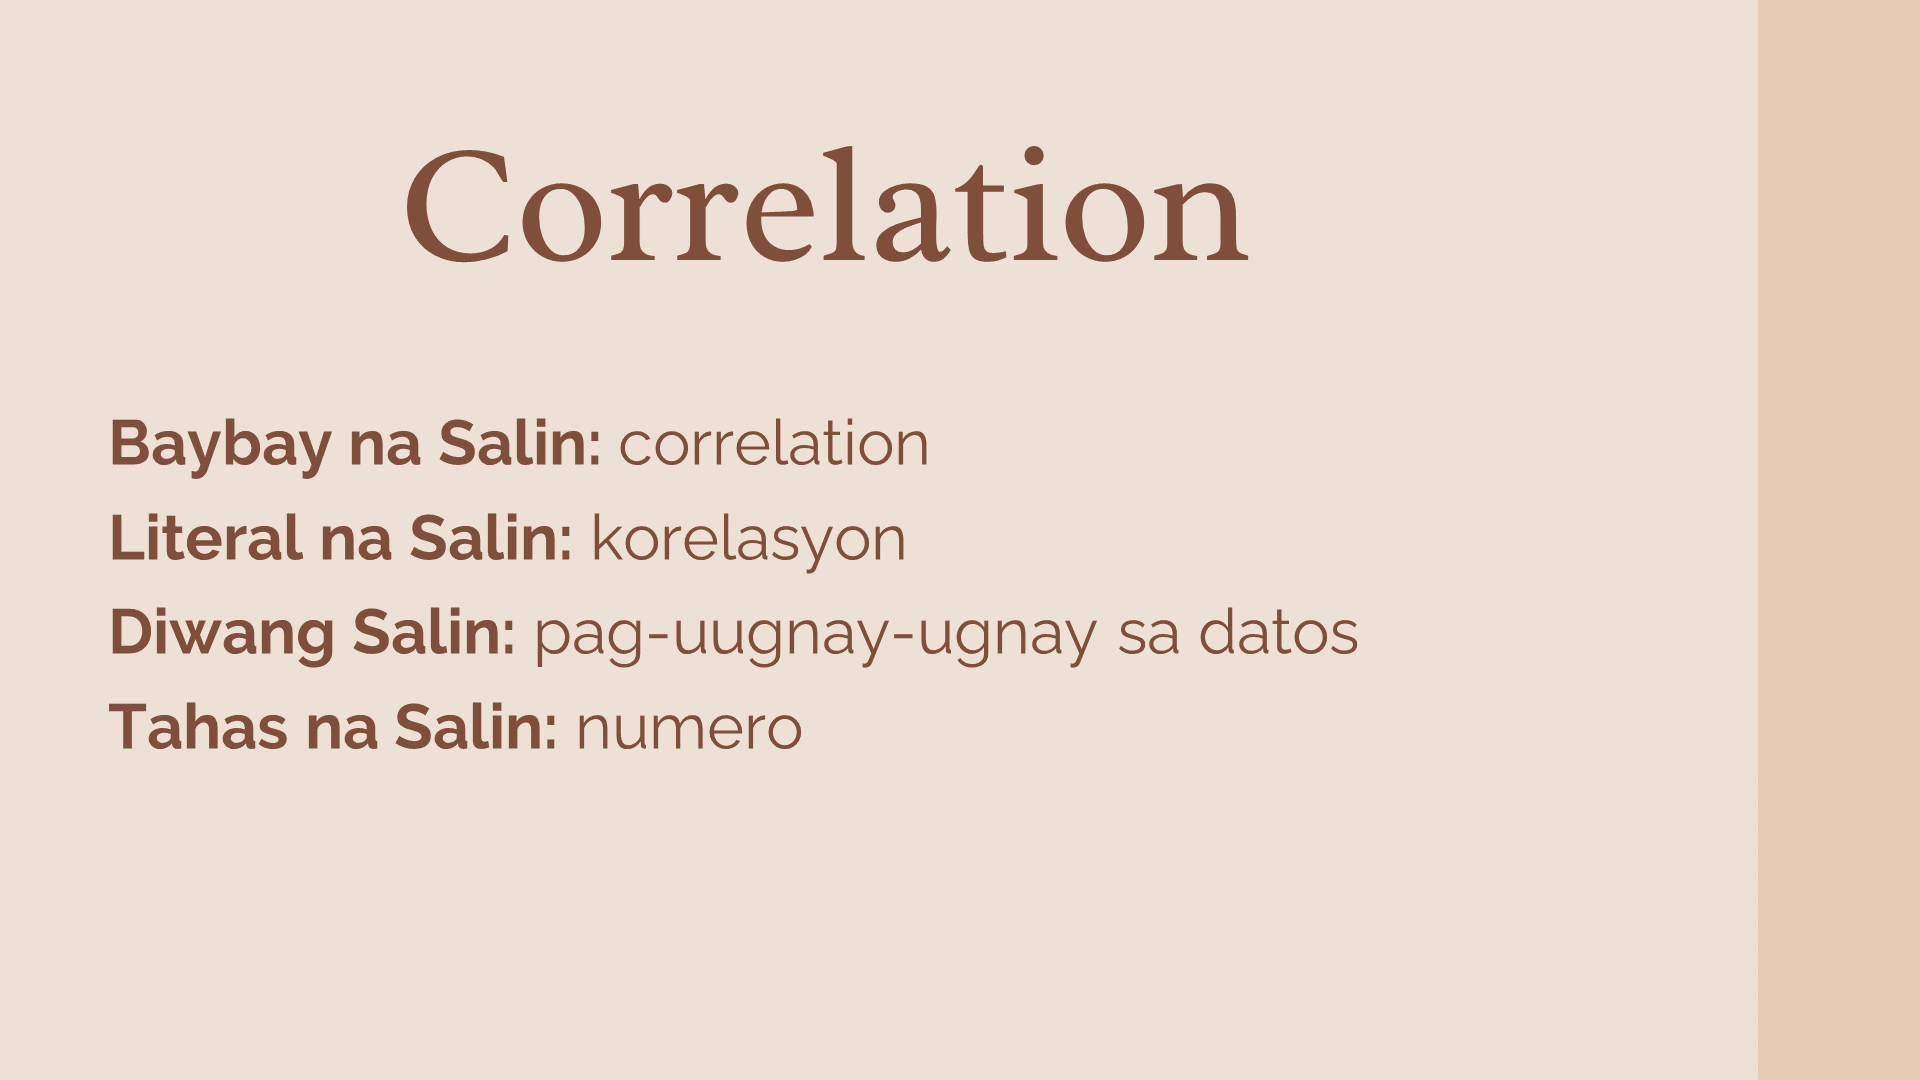 Correlation
Baybay na Salin: correlation
Literal na Salin: korelasyon
Diwang Salin: pag-uugnay-ugnay sa datos
Tahas na Salin: numero